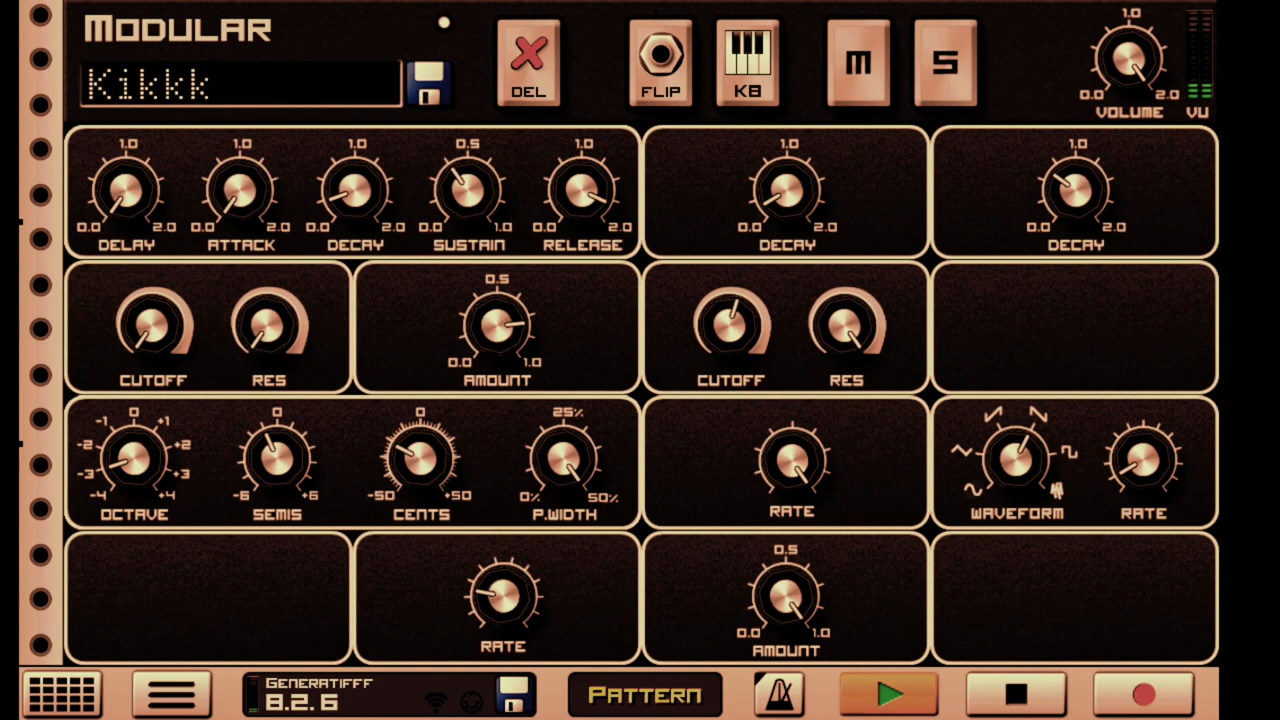 MODULAR
Kikkk
DEL
FLIP
KB
M
S
1.0
0.0 2.0
VOLUME VU
1.0 1.0 1.0 0.5 1.0 1.0 1.0
0.0 2.0 0.0 2.0 0.0 2.0 0.0 1.0 0.0 2.0 0.0 2.0 0.0 2.0
DELAY ATTACK DECAY SUSTAIN RELEASE DECAY DECAY
0.5
0.0 1.0
CUTOFF RES AMOUNT CUTOFF RES
0 0 0 25%
-1 +1
-2 +2
-3 +3
-4 +4 -6 +6 -50 +50 0% 50%
OCTAVE SEMIS CENTS P.WIDTH RATE WAVEFORM RATE
0.5
0.0 1.0
RATE AMOUNT
GENERATIFFF
8.2.6
PATTERN